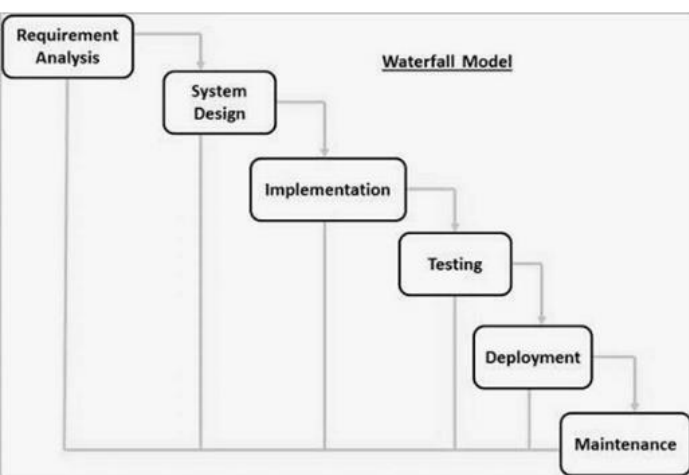 Requirement
Analysis
Waterfall Model
System
Design
Implementation
Testing
Deployment
Maintenance